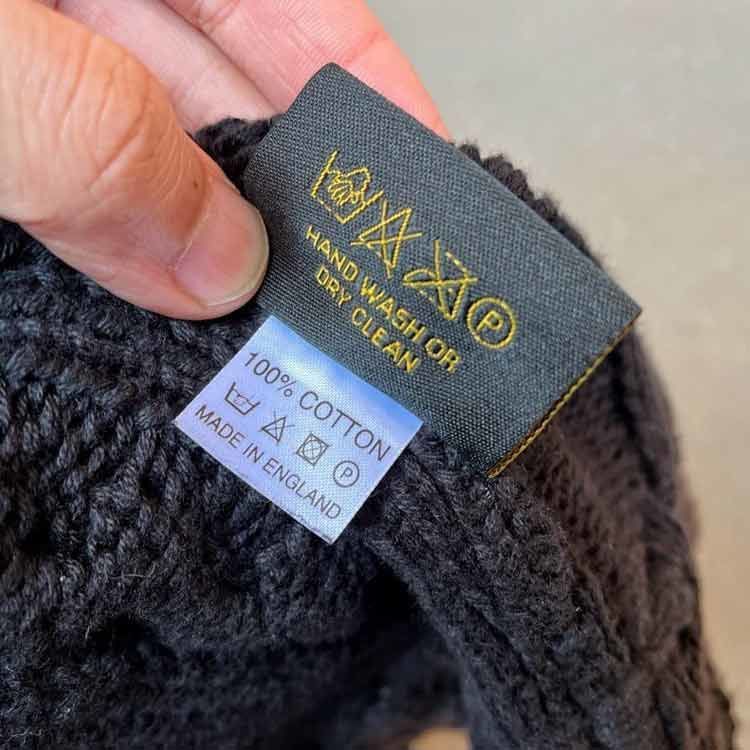 HAND WASH OR
DRY CLEAN
P
100% COTTON
P
MADE IN ENGLAND